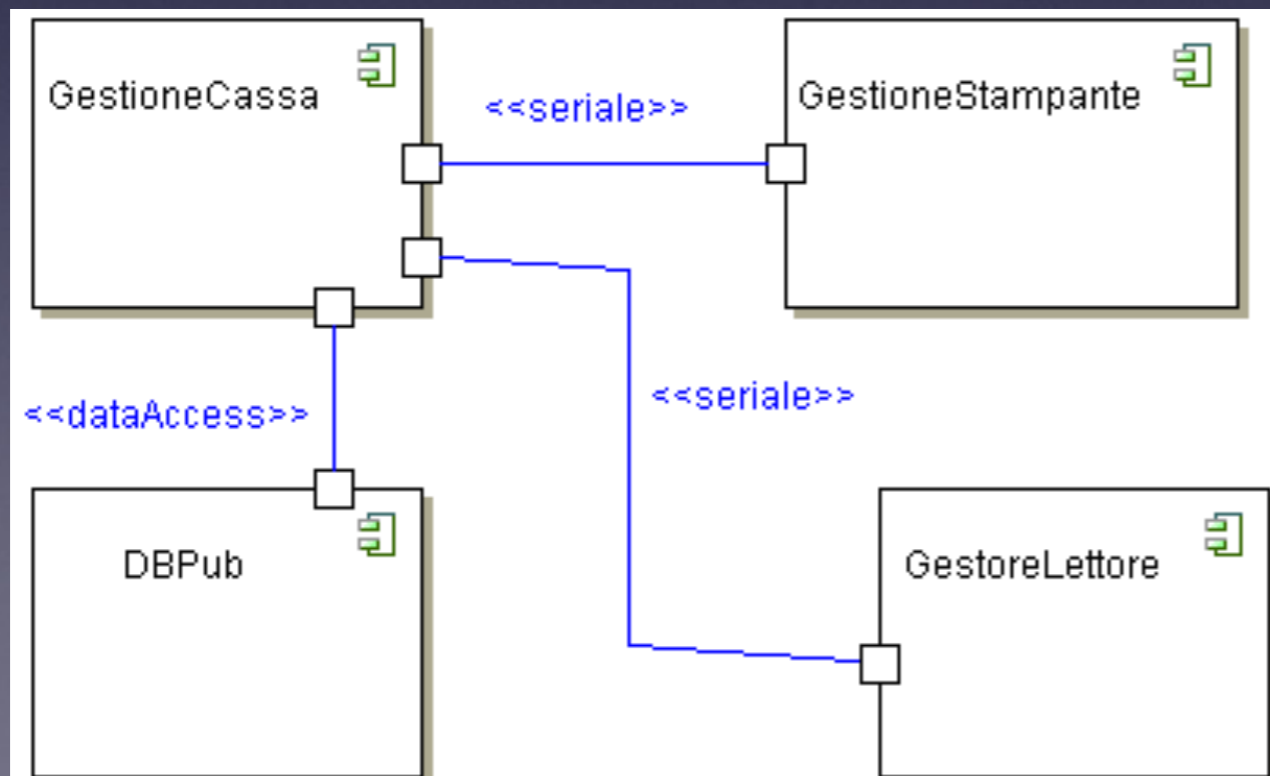 GestioneCassa
<<seriale>>
GestioneStampante
<<seriale>>
<<dataAccess>>
DBPub
GestoreLettore